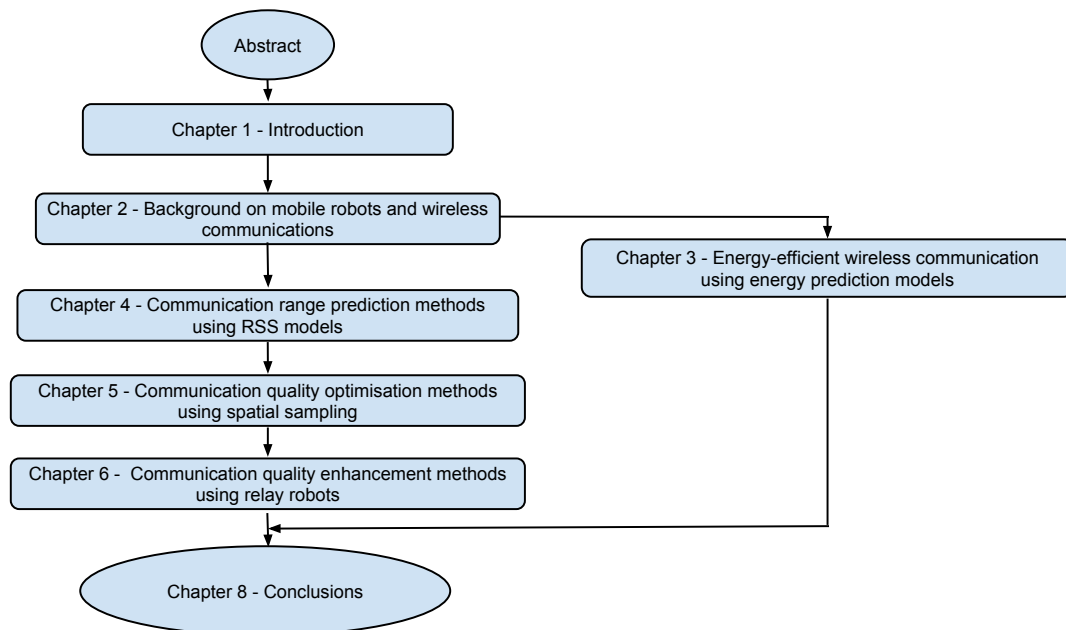 Abstract
Chapter 1 - Introduction
Chapter 2 - Background on mobile robots and wireless
communications
Chapter 3 - Energy-efficient wireless communication
using energy prediction models
Chapter 4 - Communication range prediction methods
using RSS models
Chapter 5 - Communication quality optimisation methods
using spatial sampling
Chapter 6 -  Communication quality enhancement methods
using relay robots
Chapter 8 - Conclusions